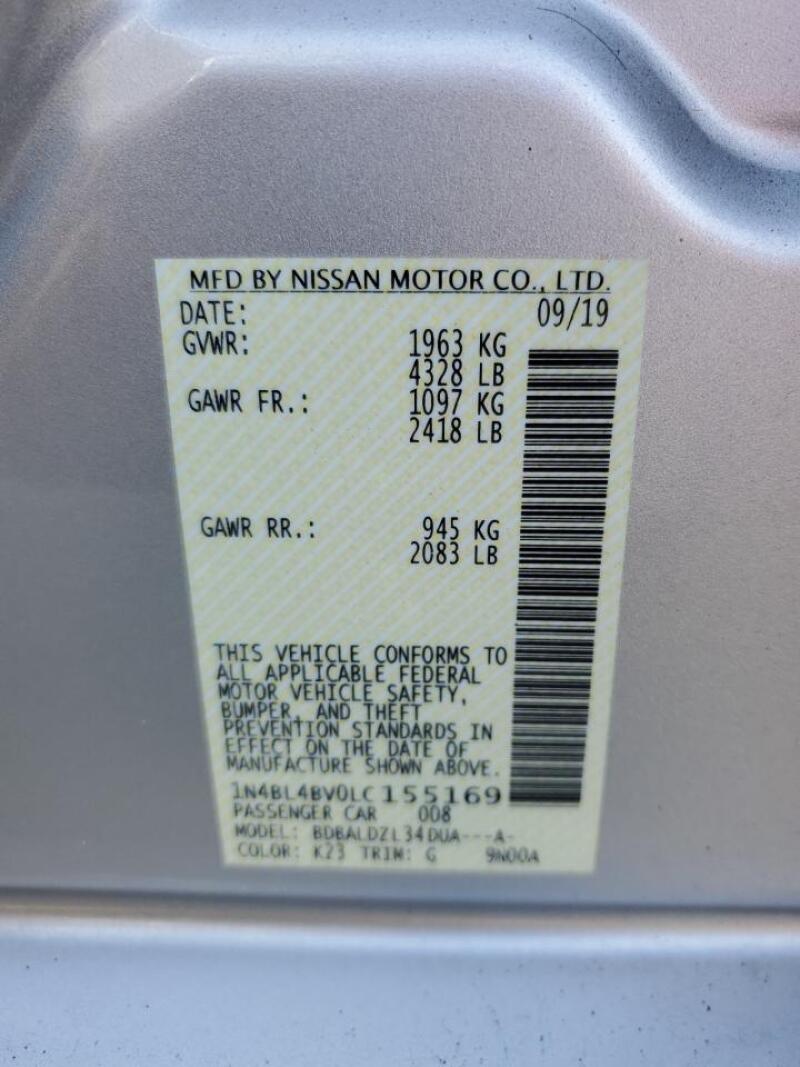 MFD BY NISSAN MOTOR CO., LTD.
DATE: 09/19
GVWR: 1963 KG
4328 LB
GAWR FR.: 1097 KG
2418 LB
GAWR RR.: 945 KG
2083 LB
THIS VEHICLE CONFORMS TO
ALL APPLICABLE FEDERAL
MOTOR VEHICLE SAFETY,
BUMPER, AND THEFT
PREVENTION STANDARDS IN
EFFECT ON THE DATE OF
MANUFACTURE SHOWN ABOVE.
1N4BL4BV0LC155169
PASSENGER CAR 008
MODEL: BDBALDZL34DUA---A-
COLOR: K23 TRIM: G 9N00A